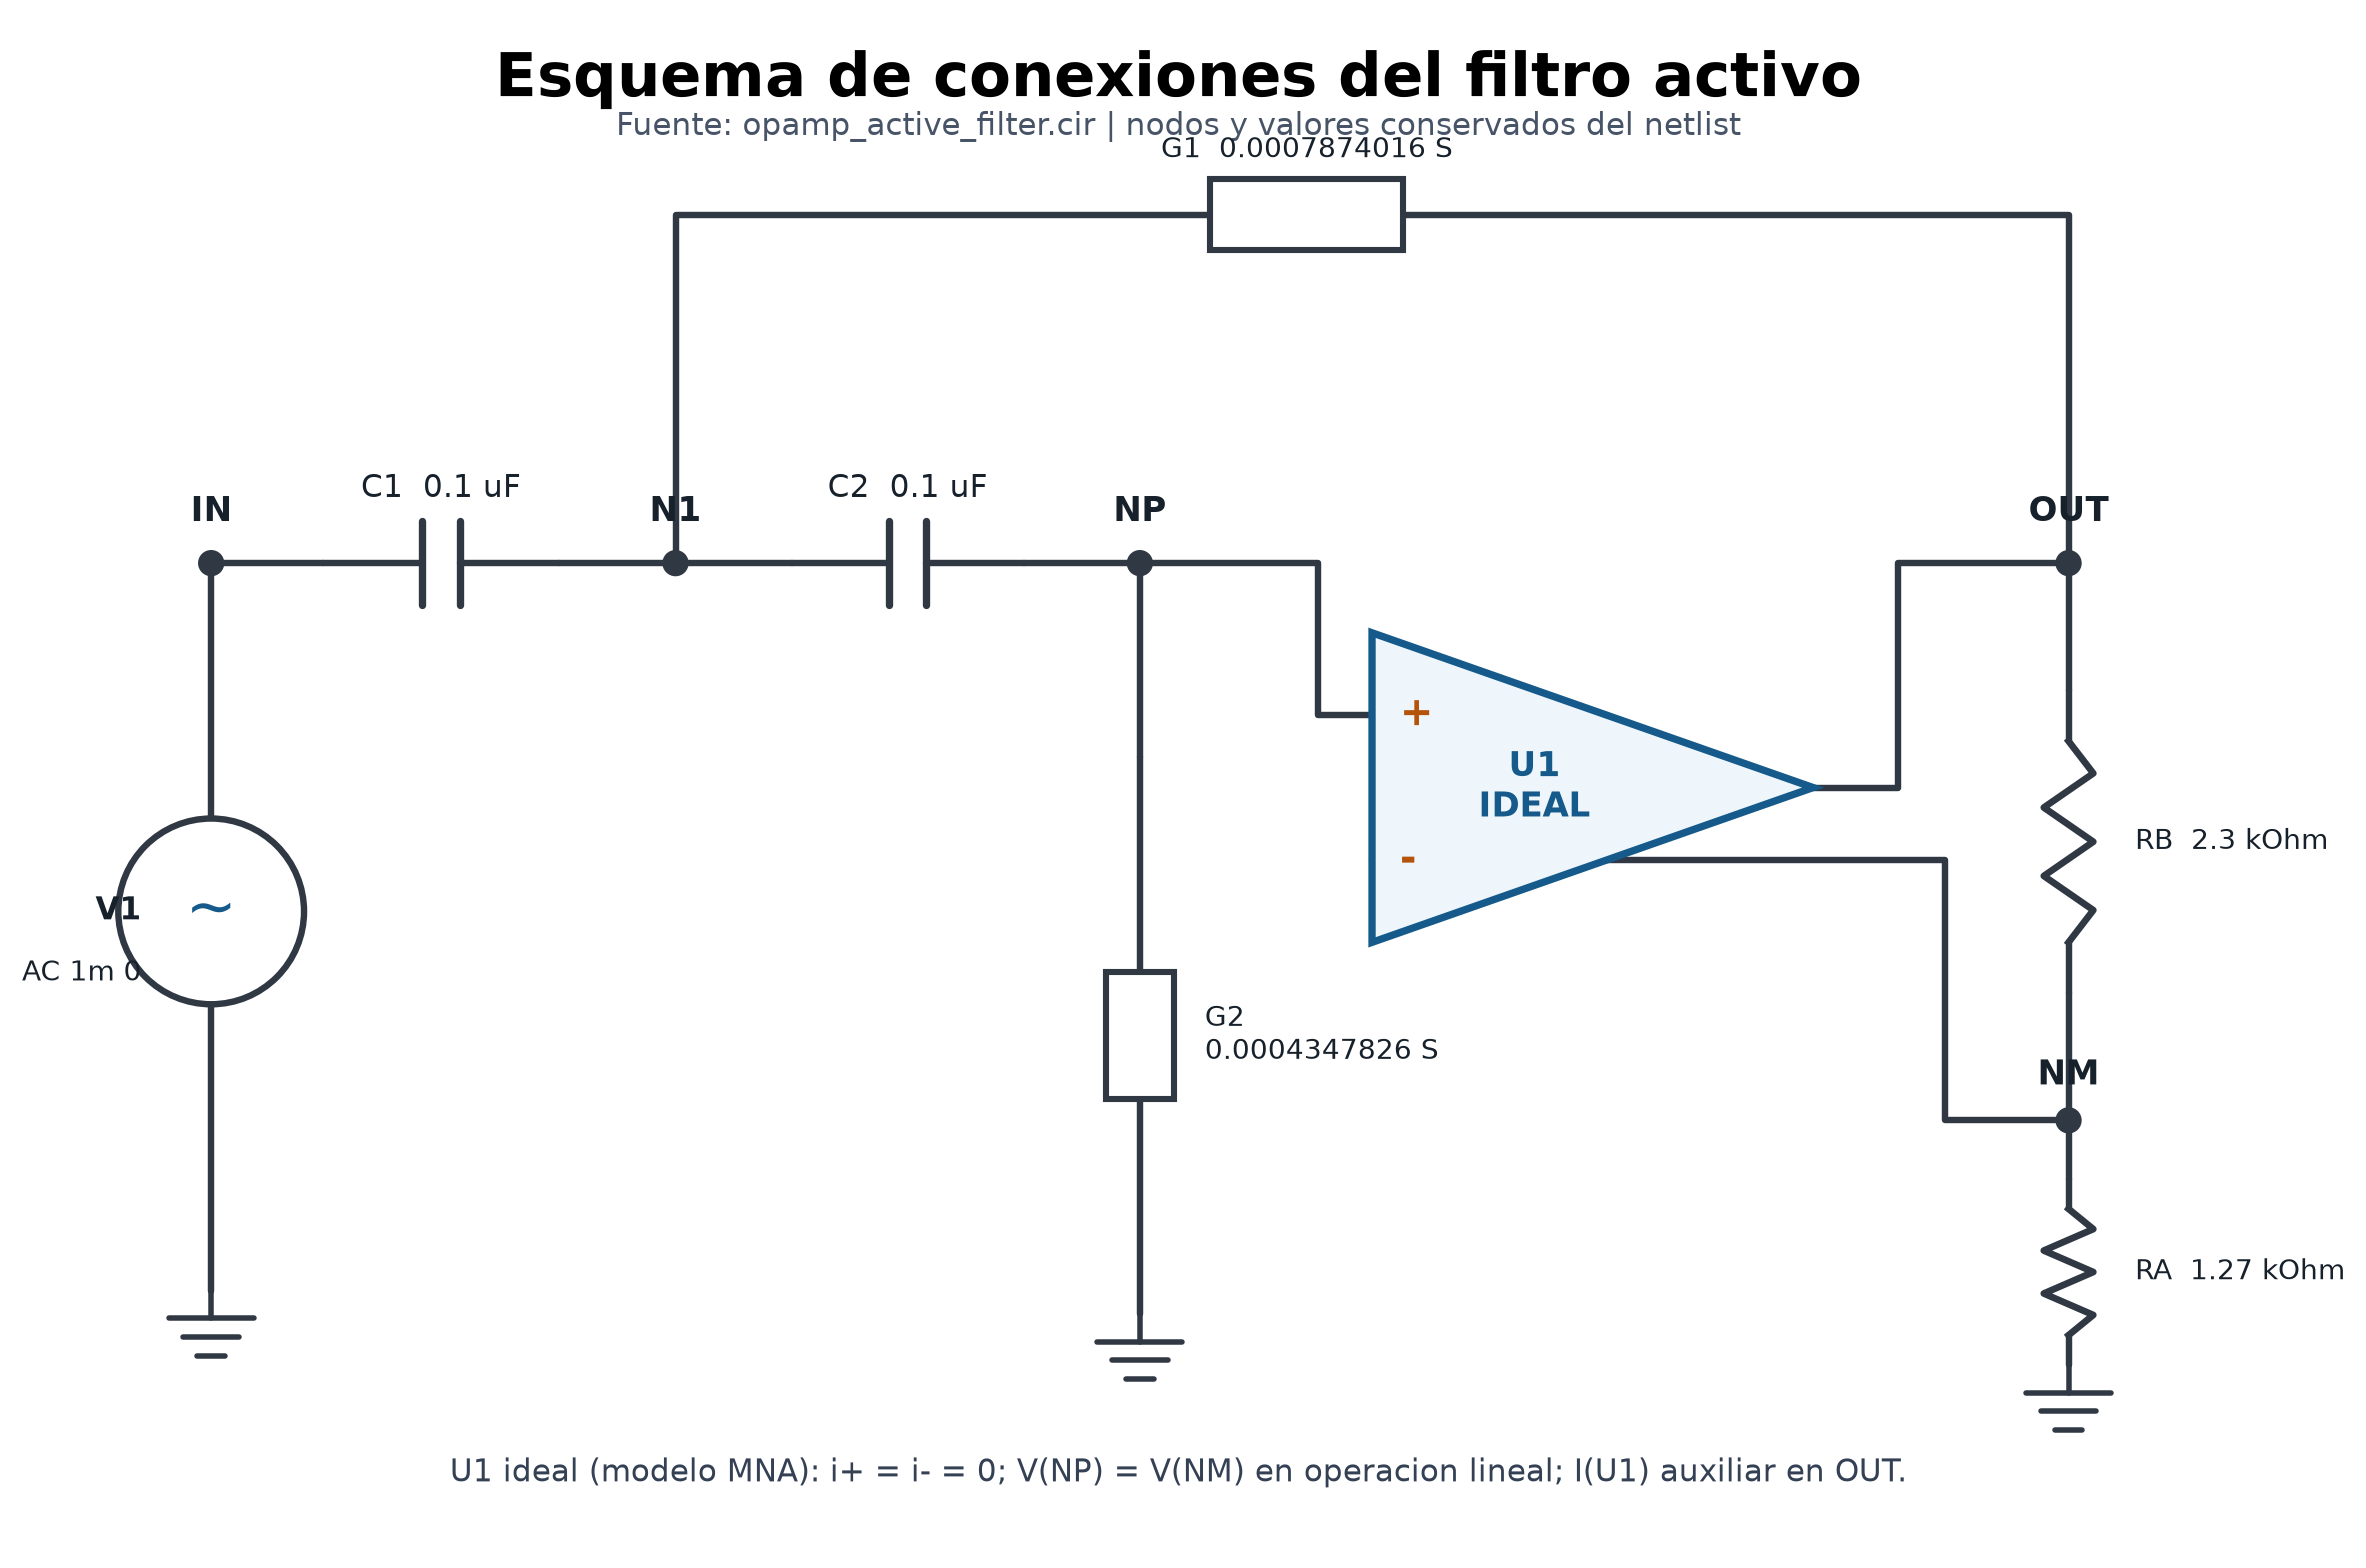 Esquema de conexiones del filtro activo
Fuente: opamp_active_filter.cir | nodos y valores conservados del netlist
G1  0.0007874016 S
C1  0.1 uF
C2  0.1 uF
IN
N1
NP
OUT
+
U1
IDEAL
-
RB  2.3 kOhm
V1
~
AC 1m 0
G2
0.0004347826 S
NM
RA  1.27 kOhm
U1 ideal (modelo MNA): i+ = i- = 0; V(NP) = V(NM) en operacion lineal; I(U1) auxiliar en OUT.